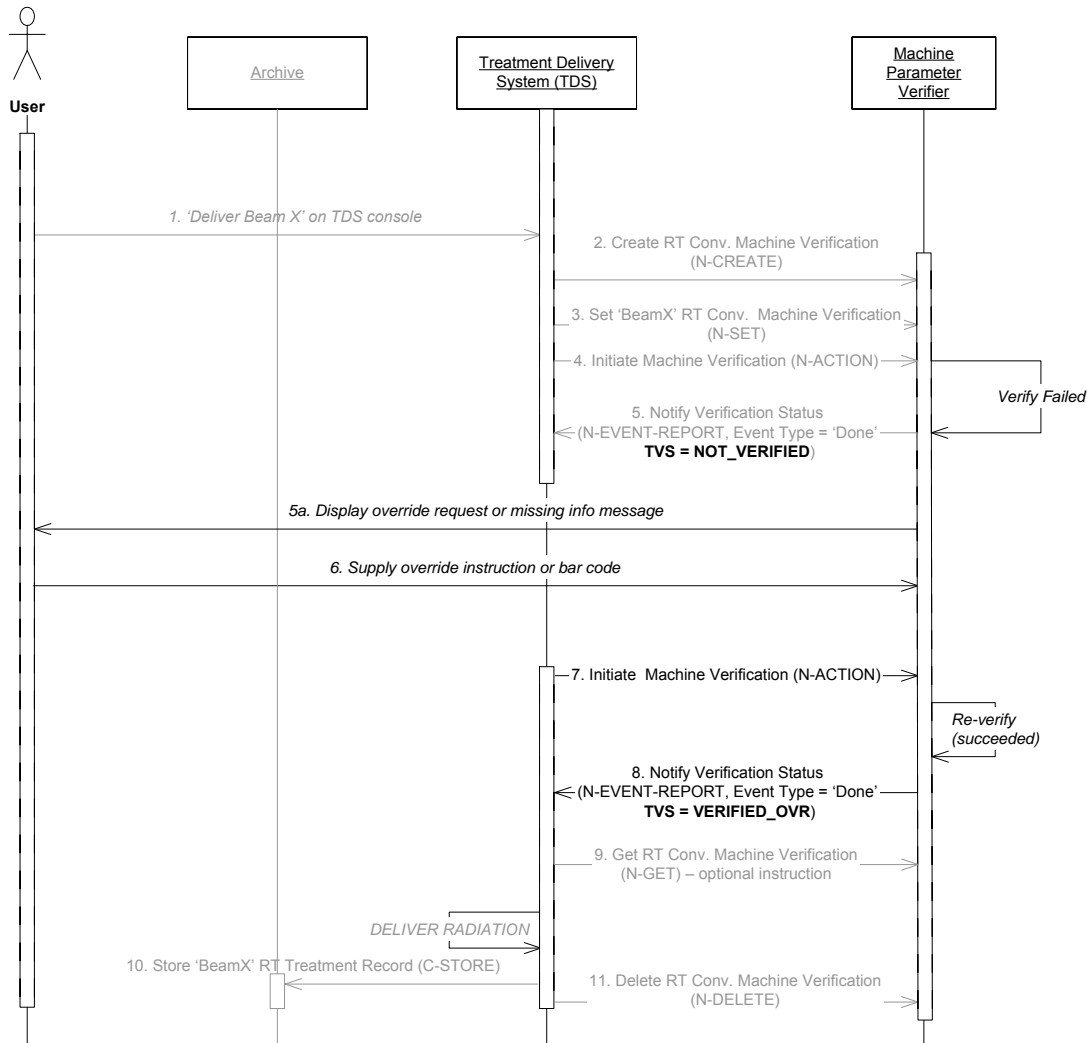 User
Archive
Treatment Delivery
System (TDS)
Machine
Parameter
Verifier
1. ‘Deliver Beam X’ on TDS console
2. Create RT Conv. Machine Verification
(N-CREATE)
3. Set ‘BeamX’ RT Conv.  Machine Verification
(N-SET)
4. Initiate Machine Verification (N-ACTION)
Verify Failed
5. Notify Verification Status
(N-EVENT-REPORT, Event Type = ‘Done’
TVS = NOT_VERIFIED)
5a. Display override request or missing info message
6. Supply override instruction or bar code
7. Initiate  Machine Verification (N-ACTION)
Re-verify
(succeeded)
8. Notify Verification Status
(N-EVENT-REPORT, Event Type = ‘Done’
TVS = VERIFIED_OVR)
9. Get RT Conv. Machine Verification
(N-GET) – optional instruction
DELIVER RADIATION
10. Store ‘BeamX’ RT Treatment Record (C-STORE)
11. Delete RT Conv. Machine Verification
(N-DELETE)